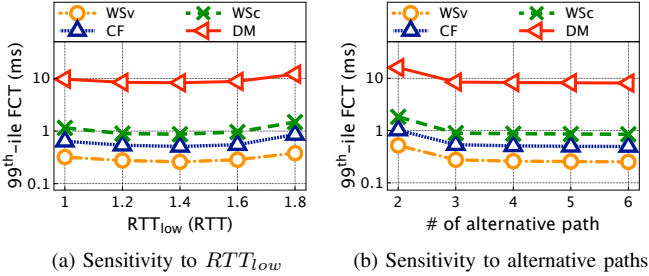 WSv WSc
CF DM
99th-ile FCT (ms)
10
1
0.1
1 1.2 1.4 1.6 1.8
RTTlow (RTT)
(a) Sensitivity to RTTlow
WSv WSc
CF DM
99th-ile FCT (ms)
10
1
0.1
2 3 4 5 6
# of alternative path
(b) Sensitivity to alternative paths